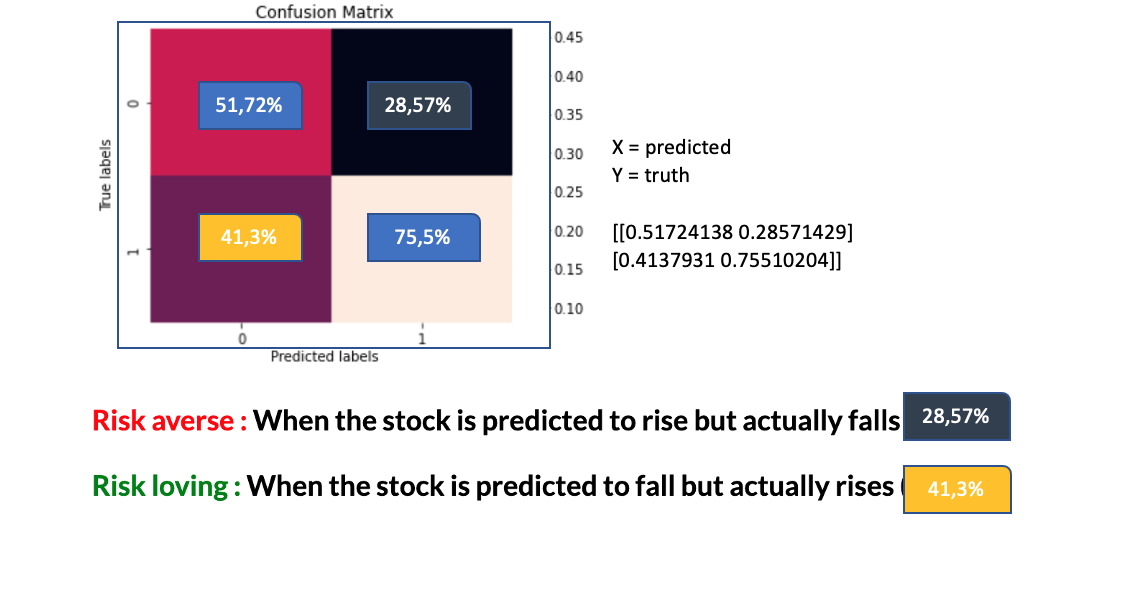 Confusion Matrix
0.45
0.40
0.35
0.30
0.25
0.20
0.15
0.10
True labels
0
1
51,72%
28,57%
41,3%
75,5%
0
1
Predicted labels
X = predicted
Y = truth
[[0.51724138 0.28571429]
[0.4137931 0.75510204]]
Risk averse : When the stock is predicted to rise but actually falls 28,57%
Risk loving : When the stock is predicted to fall but actually rises ( 41,3%